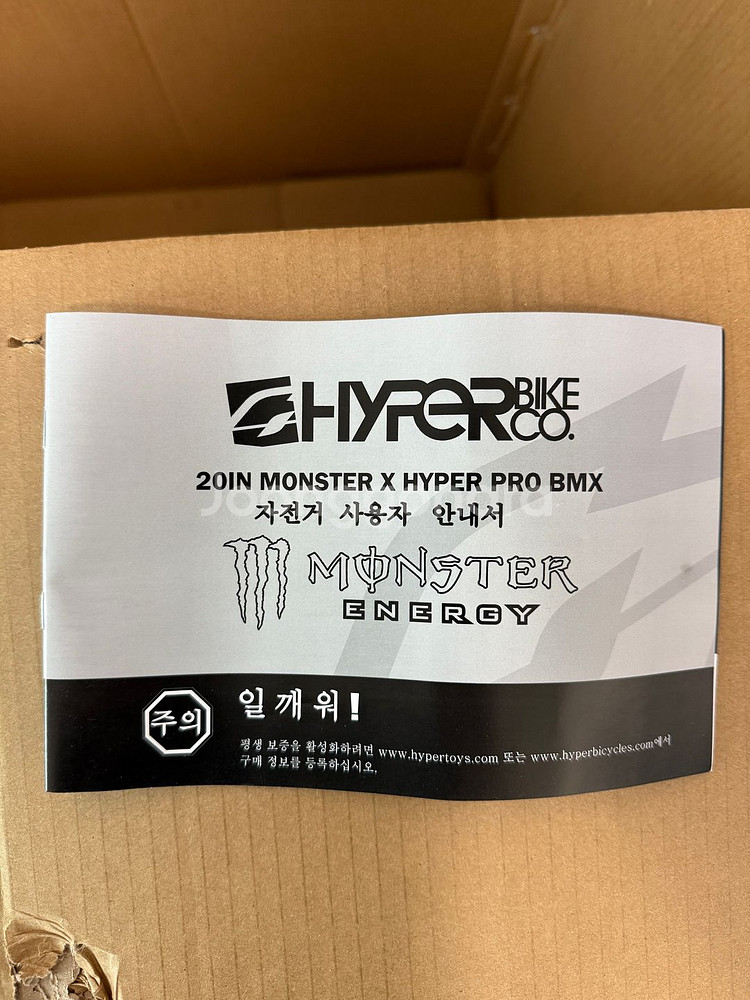 HYPER BIKE CO.
20IN MONSTER X HYPER PRO BMX
자전거 사용자 안내서
MONSTER
ENERGY
주의
일깨워!
평생 보증을 활성화하려면 www.hypertoys.com 또는 www.hyperbicycles.com에서
구매 정보를 등록하십시오.